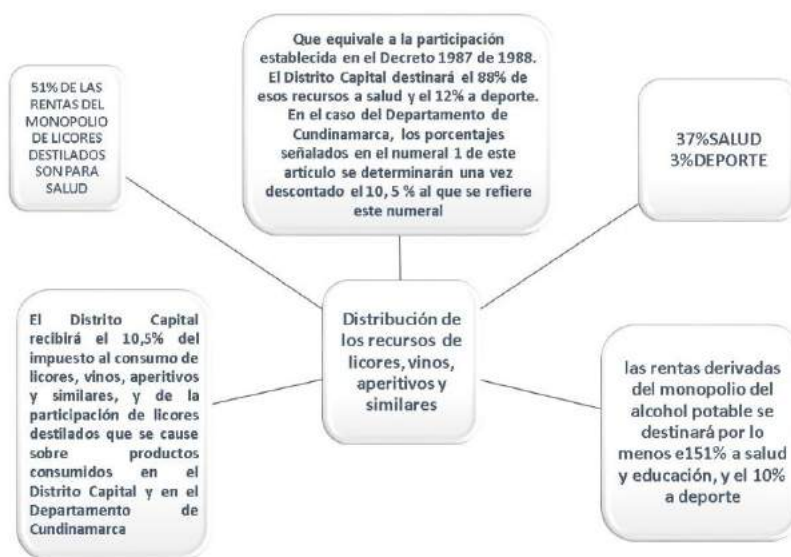 51% DE LAS
RENTAS DEL
MONOPOLIO
DE LICORES
DESTILADOS
SON PARA
SALUD
Que equivale a la participación
establecida en el Decreto 1987 de 1988.
El Distrito Capital destinará el 88% de
esos recursos a salud y el 12% a deporte.
En el caso del Departamento de
Cundinamarca, los porcentajes
señalados en el numeral 1 de este
artículo se determinarán una vez
descontado el 10, 5 % al que se refiere
este numeral
37%SALUD
3%DEPORTE
El Distrito Capital
recibirá el 10,5% del
impuesto al consumo de
licores, vinos, aperitivos
y similares, y de la
participación de licores
destilados que se cause
sobre productos
consumidos en el
Distrito Capital y en el
Departamento de
Cundinamarca
Distribución de
los recursos de
licores, vinos,
aperitivos y
similares
las rentas derivadas
del monopolio del
alcohol potable se
destinará por lo
menos e151% a salud
y educación, y el 10%
a deporte